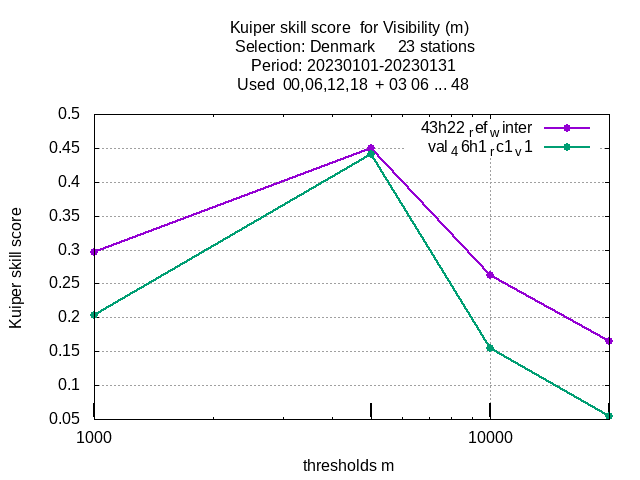 Kuiper skill score  for Visibility (m)
Selection: Denmark     23 stations
Period: 20230101-20230131
Used  00,06,12,18  + 03 06 ... 48
0.5
43h22_ref_winter
val_46h1_rc1_v1
0.45
0.4
0.35
0.3
0.25
0.2
0.15
0.1
0.05
Kuiper skill score
1000
10000
thresholds m